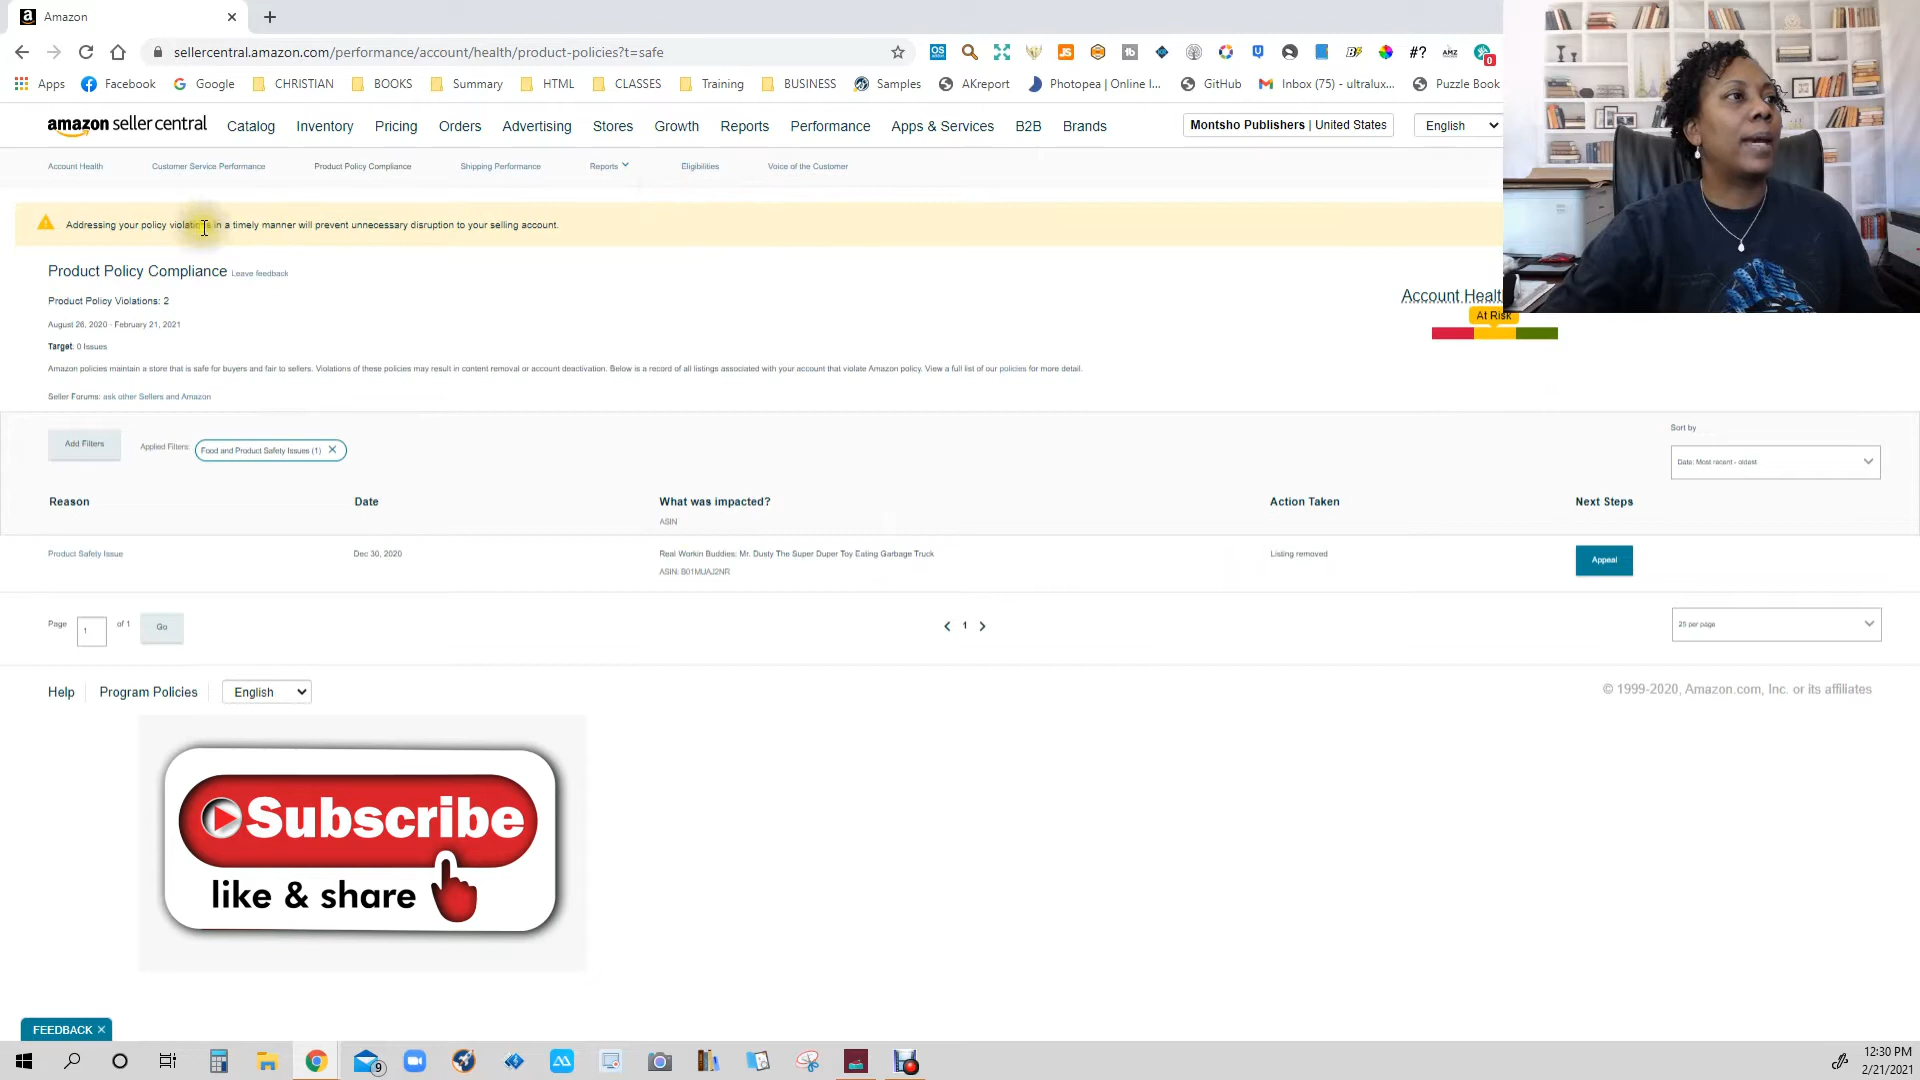 Amazon
sellercentral.amazon.com/performance/account/health/product-policies?t=safe
Apps Facebook Google CHRISTIAN BOOKS Summary HTML CLASSES Training BUSINESS Samples AKreport Photopea | Online I... GitHub Inbox (75) - ultralux... Puzzle Book
amazon seller central Catalog Inventory Pricing Orders Advertising Stores Growth Reports Performance Apps & Services B2B Brands Montsho Publishers | United States English
Account Health Customer Service Performance Product Policy Compliance Shipping Performance Reports Eligibilities Voice of the Customer
Addressing your policy violations in a timely manner will prevent unnecessary disruption to your selling account.
Product Policy Compliance Leave feedback
Product Policy Violations: 2
Account Healt
At Risk
August 26, 2020 - February 21, 2021
Target: 0 Issues
Amazon policies maintain a store that is safe for buyers and fair to sellers. Violations of these policies may result in content removal or account deactivation. Below is a record of all listings associated with your account that violate Amazon policy. View a full list of our policies for more detail.
Seller Forums: ask other Sellers and Amazon
Add Filters Applied Filters: Food and Product Safety Issues (1)
Sort by
Date: Most recent - oldest
Reason Date What was impacted? Action Taken Next Steps
ASIN
Product Safety Issue Dec 30, 2020 Real Workin Buddies: Mr. Dusty The Super Duper Toy Eating Garbage Truck Listing removed Appeal
ASIN: B01MUAJ2NR
Page 1 of 1 Go 1 25 per page
Help Program Policies English © 1999-2020, Amazon.com, Inc. or its affiliates
Subscribe
like & share
FEEDBACK
12:30 PM
2/21/2021